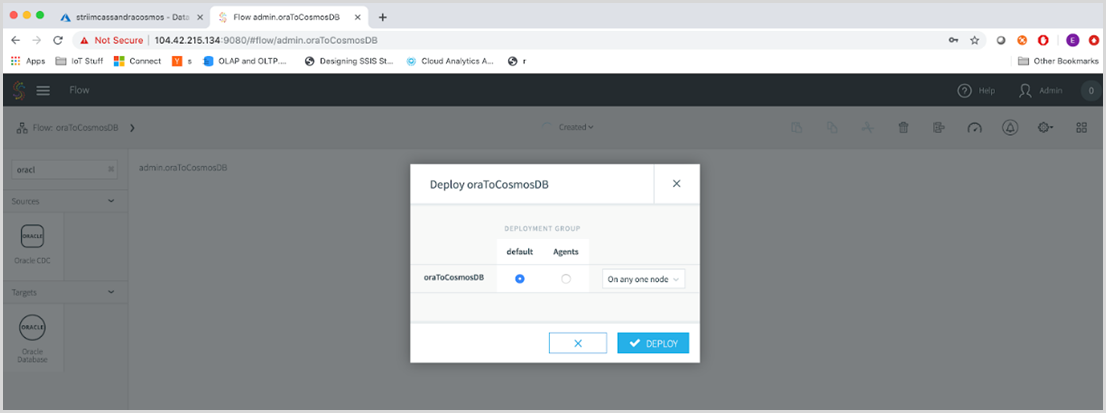 striimcassandracosmos - Data
Flow admin.oraToCosmosDB
Not Secure | 104.42.215.134:9080/#flow/admin.oraToCosmosDB
E
Apps IoT Stuff Connect Y s OLAP and OLTP.... Designing SSIS St... Cloud Analytics A... r Other Bookmarks
Flow Help Admin 0
Flow: oraToCosmosDB Created
oracl
admin.oraToCosmosDB
Sources
ORACLE
Oracle CDC
Targets
ORACLE
Oracle
Database
Deploy oraToCosmosDB
DEPLOYMENT GROUP
default Agents
oraToCosmosDB On any one node
DEPLOY